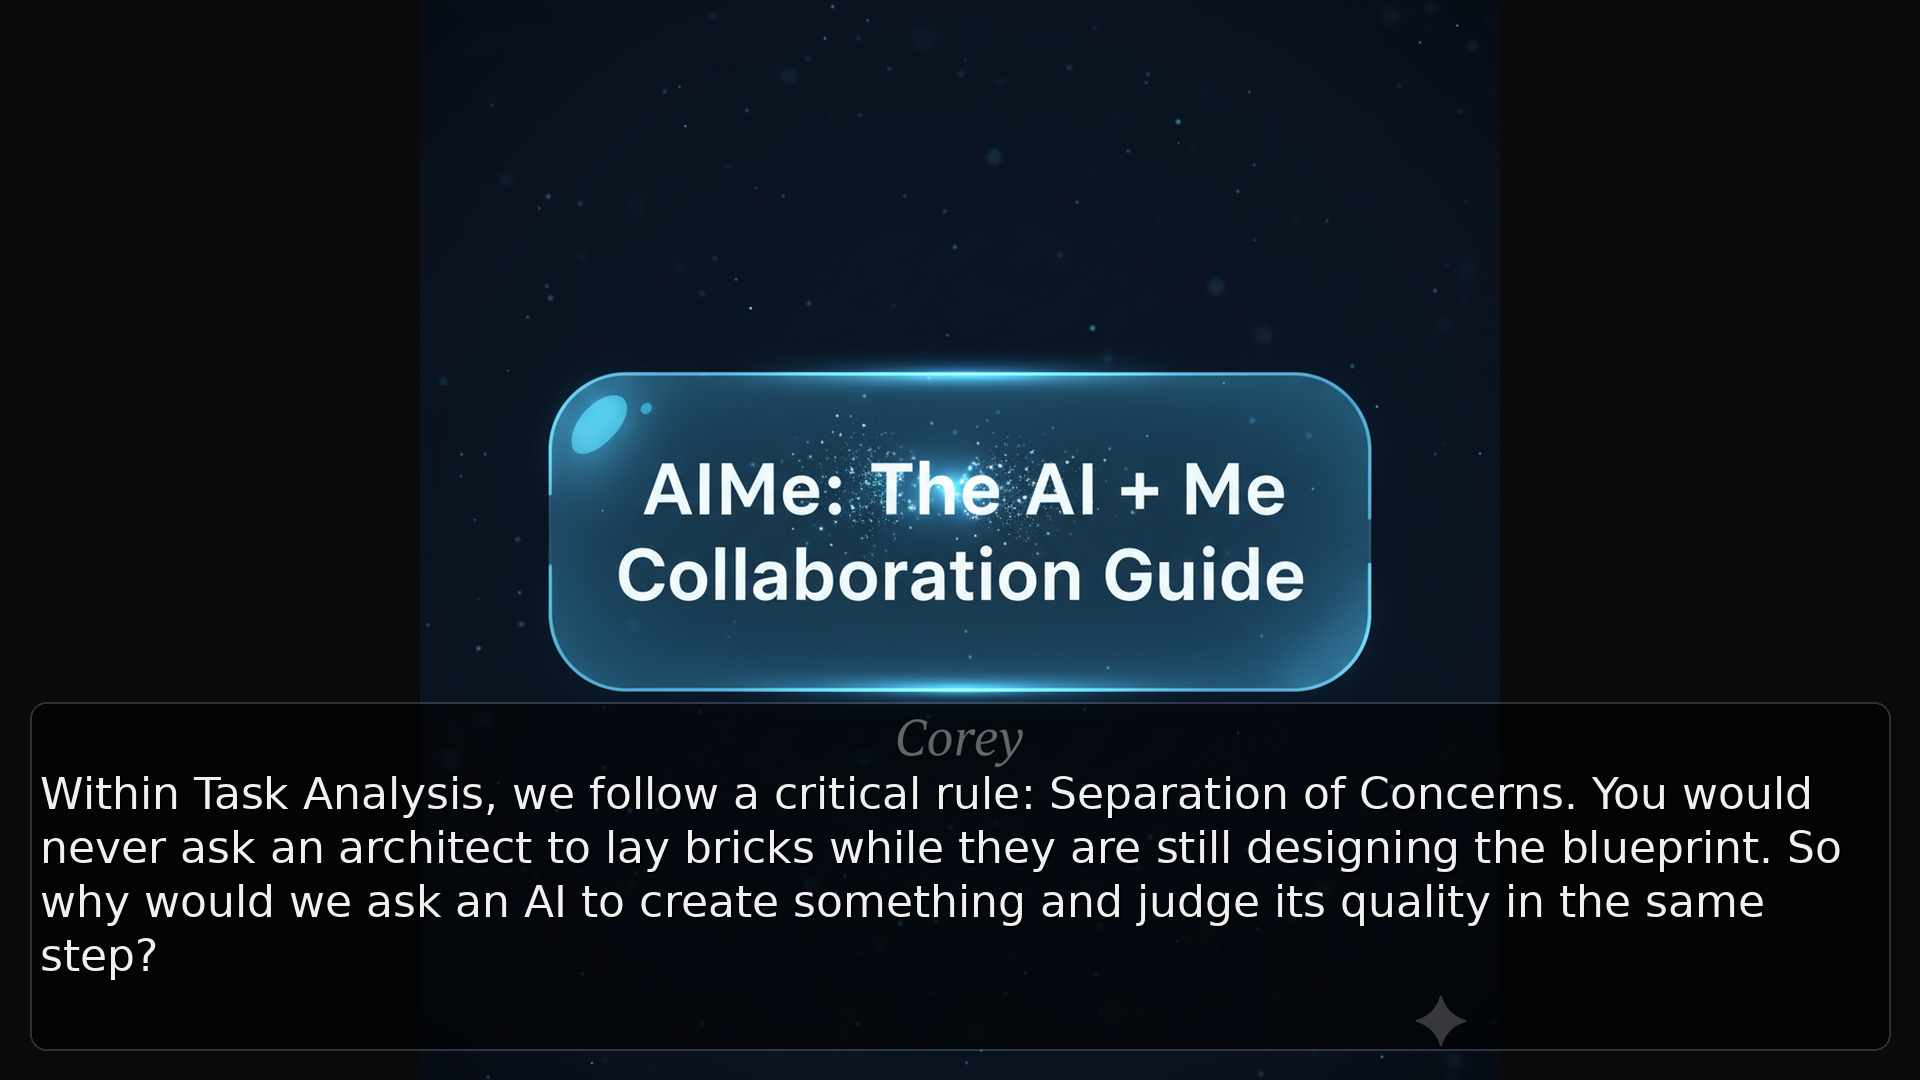 AIMe: The AI + Me
Collaboration Guide
Corey
Within Task Analysis, we follow a critical rule: Separation of Concerns. You would
never ask an architect to lay bricks while they are still designing the blueprint. So
why would we ask an AI to create something and judge its quality in the same
step?